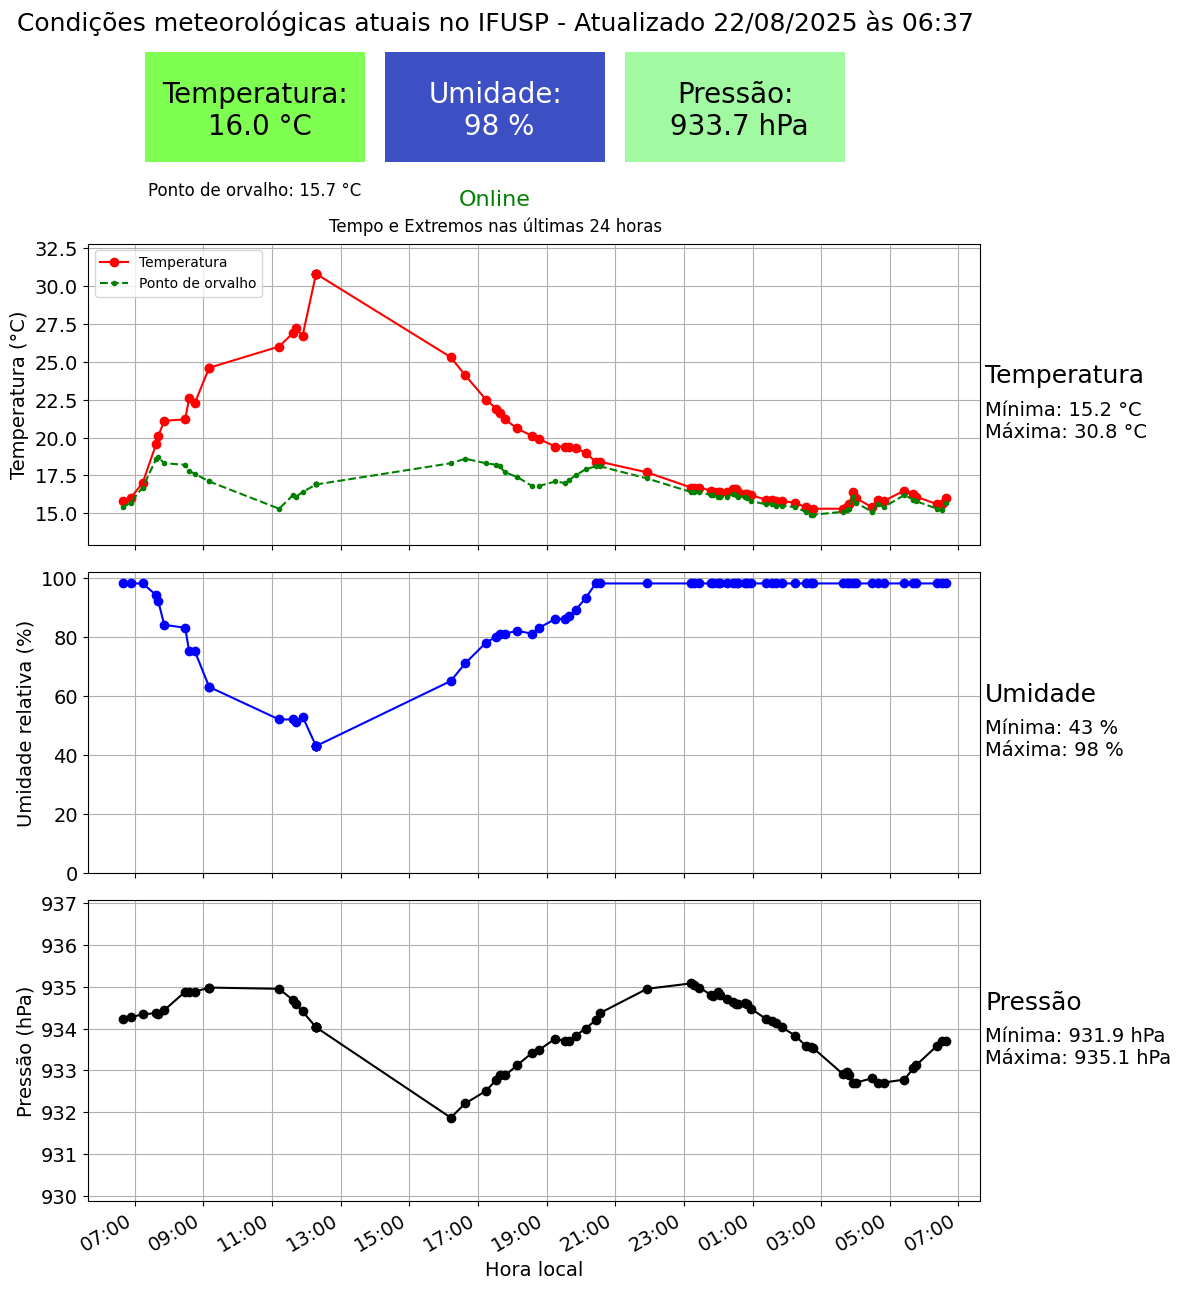 Condições meteorológicas atuais no IFUSP - Atualizado 22/08/2025 às 06:37
Temperatura:
16.0 °C
Umidade:
98 %
Pressão:
933.7 hPa
Ponto de orvalho: 15.7 °C
Online
Tempo e Extremos nas últimas 24 horas
Temperatura (°C)
32.5
30.0
27.5
25.0
22.5
20.0
17.5
15.0
Temperatura
Ponto de orvalho
Temperatura
Mínima: 15.2 °C
Máxima: 30.8 °C
Umidade relativa (%)
100
80
60
40
20
0
Umidade
Mínima: 43 %
Máxima: 98 %
Pressão (hPa)
937
936
935
934
933
932
931
930
Pressão
Mínima: 931.9 hPa
Máxima: 935.1 hPa
07:00 09:00 11:00 13:00 15:00 17:00 19:00 21:00 23:00 01:00 03:00 05:00 07:00
Hora local